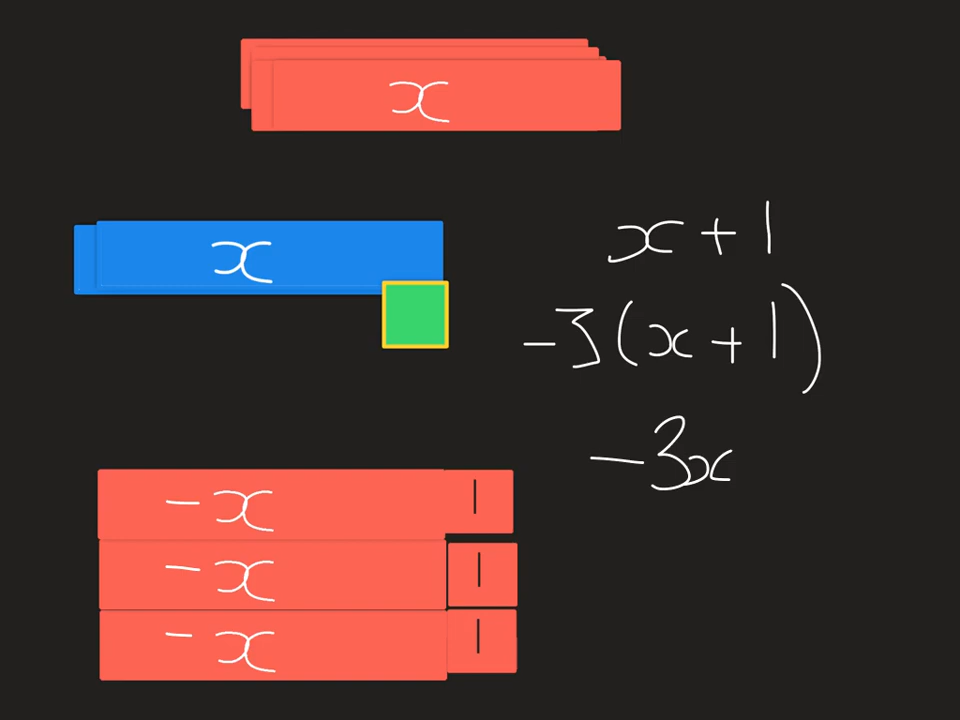 x
x
x + 1
-3(x + 1)
-3x
-x 1
-x 1
-x 1